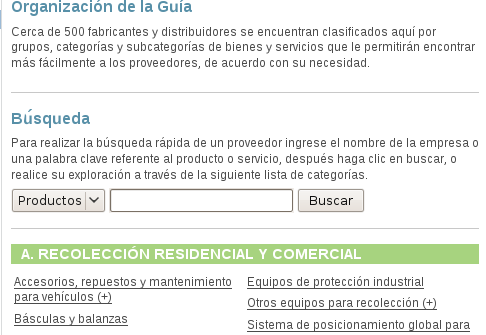 Organización de la Guía
Cerca de 500 fabricantes y distribuidores se encuentran clasificados aquí por
grupos, categorías y subcategorías de bienes y servicios que le permitirán encontrar
más fácilmente a los proveedores, de acuerdo con su necesidad.
Búsqueda
Para realizar la búsqueda rápida de un proveedor ingrese el nombre de la empresa o
una palabra clave referente al producto o servicio, después haga clic en buscar, o
realice su exploración a través de la siguiente lista de categorías.
Productos Buscar
A. RECOLECCIÓN RESIDENCIAL Y COMERCIAL
Accesorios, repuestos y mantenimiento
para vehículos (+)
Básculas y balanzas
Equipos de protección industrial
Otros equipos para recolección (+)
Sistema de posicionamiento global para